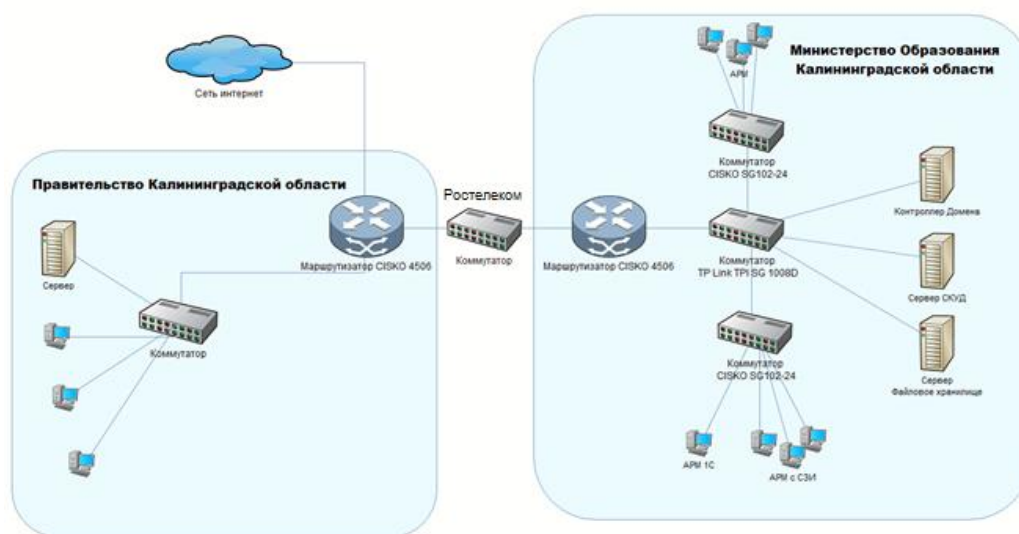 Сеть интернет
Правительство Калининградской области
Сервер
Коммутатор
Маршрутизатор CISKO 4506
Ростелеком
Коммутатор
Министерство Образования
Калининградской области
АРМ
Коммутатор
CISKO SG102-24
Маршрутизатор CISKO 4506
Коммутатор
TP Link TPI SG 1008D
Контроллер Домена
Сервер СКУД
Сервер
Файловое хранилище
Коммутатор
CISKO SG102-24
АРМ 1С
АРМ с СЗИ